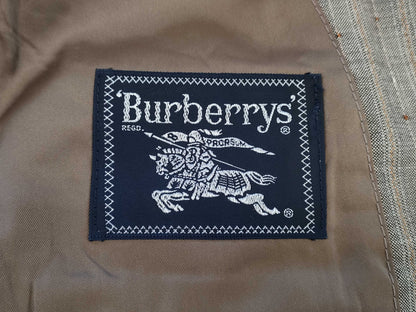 'Burberrys'
REGD. ®
PRORSUM
®